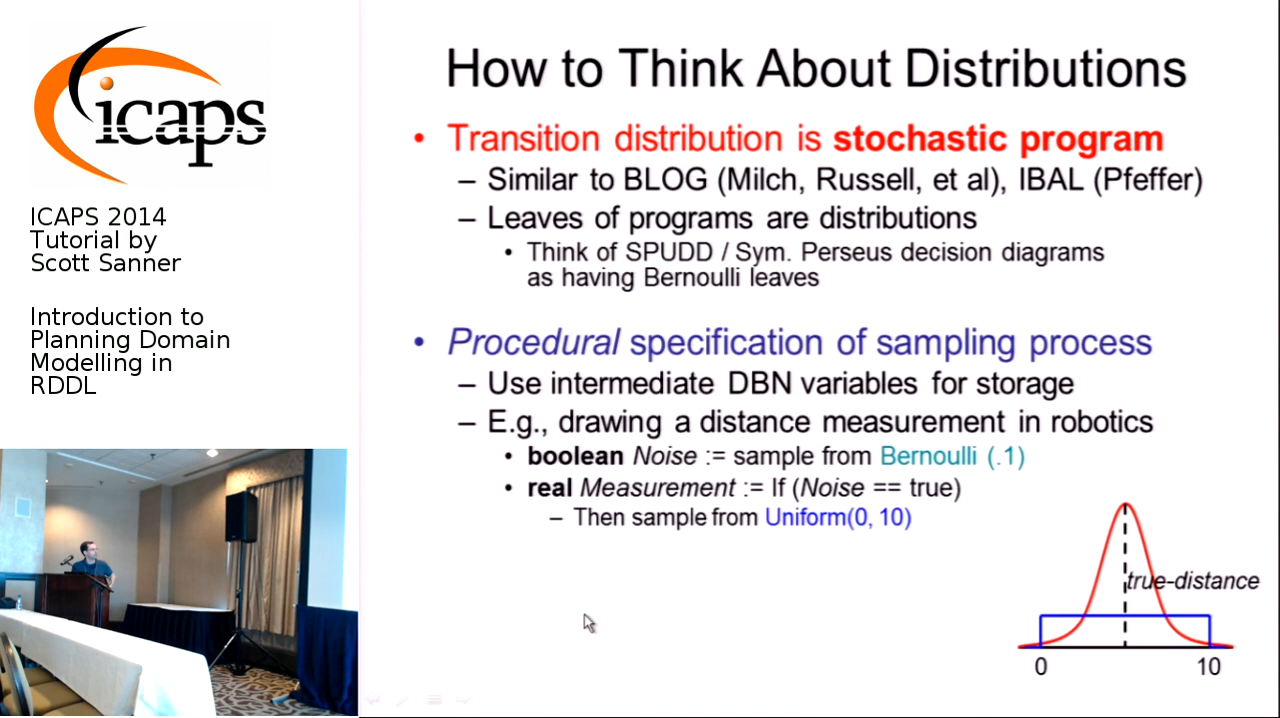 icaps
ICAPS 2014
Tutorial by
Scott Sanner
Introduction to
Planning Domain
Modelling in
RDDL
How to Think About Distributions
• Transition distribution is stochastic program
– Similar to BLOG (Milch, Russell, et al), IBAL (Pfeffer)
– Leaves of programs are distributions
• Think of SPUDD / Sym. Perseus decision diagrams
as having Bernoulli leaves
• Procedural specification of sampling process
– Use intermediate DBN variables for storage
– E.g., drawing a distance measurement in robotics
• boolean Noise := sample from Bernoulli (.1)
• real Measurement := If (Noise == true)
– Then sample from Uniform(0, 10)
true-distance
0 10